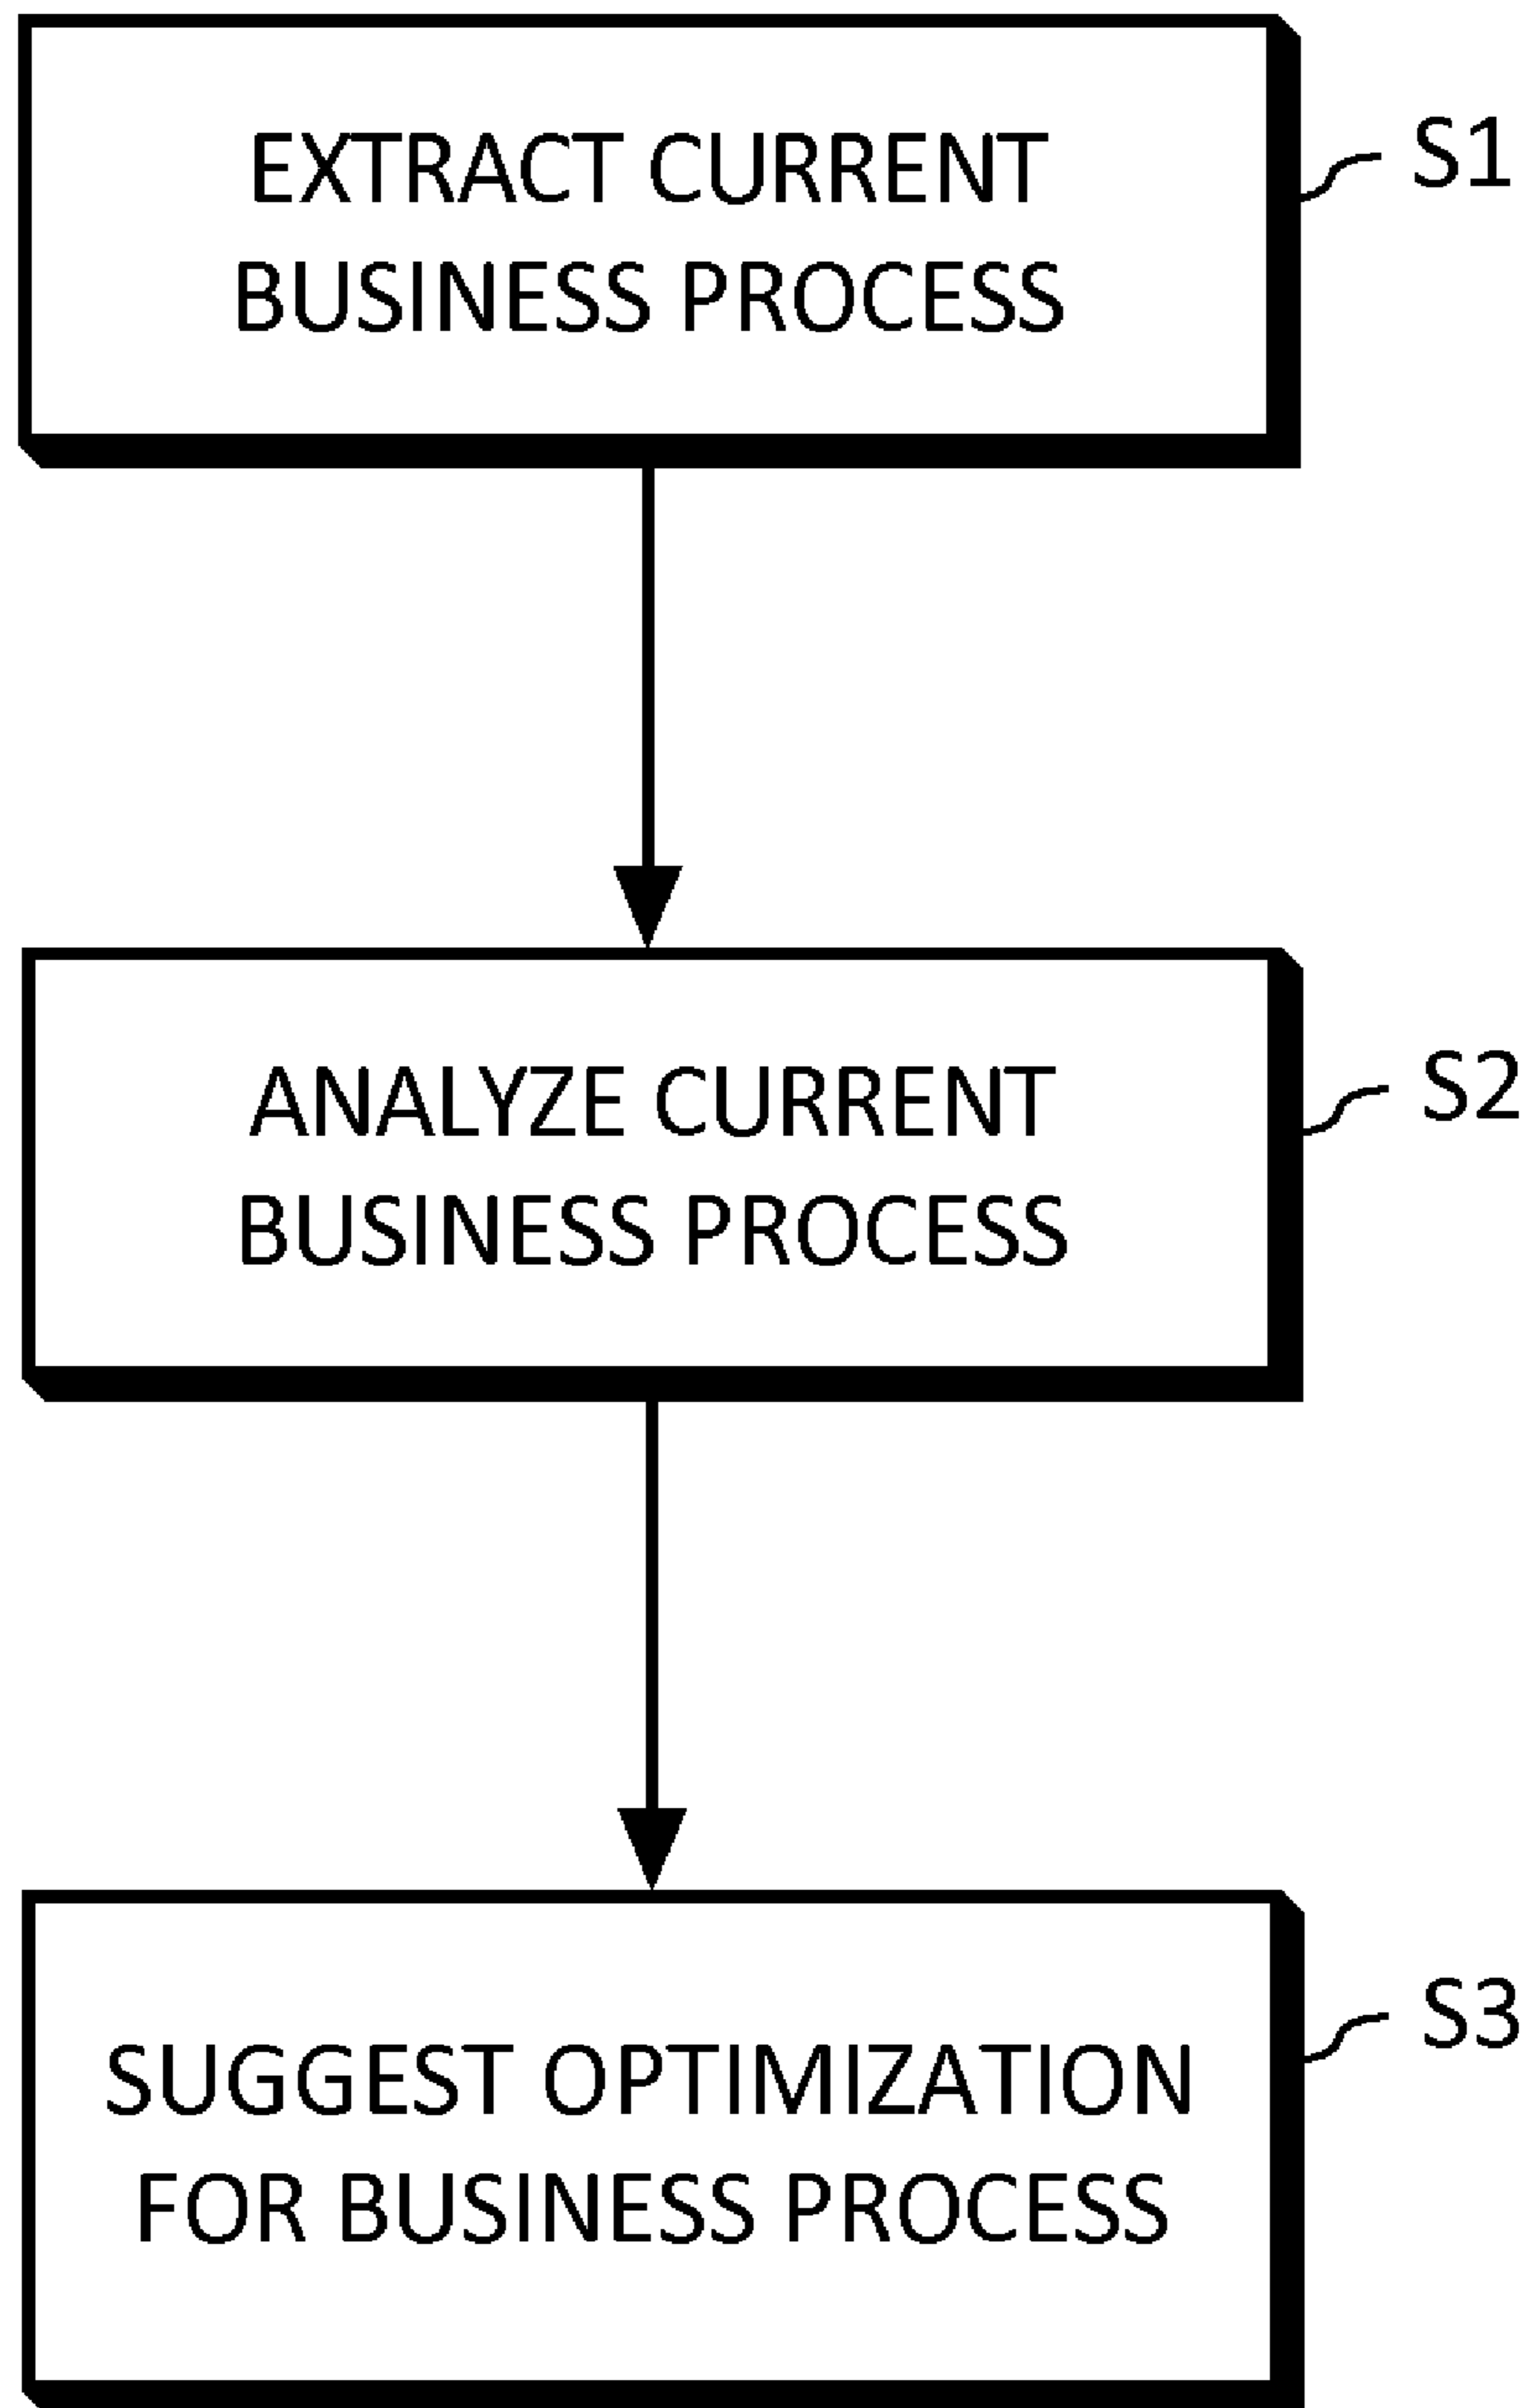 EXTRACT CURRENT
BUSINESS PROCESS
S1
ANALYZE CURRENT
BUSINESS PROCESS
S2
SUGGEST OPTIMIZATION
FOR BUSINESS PROCESS
S3